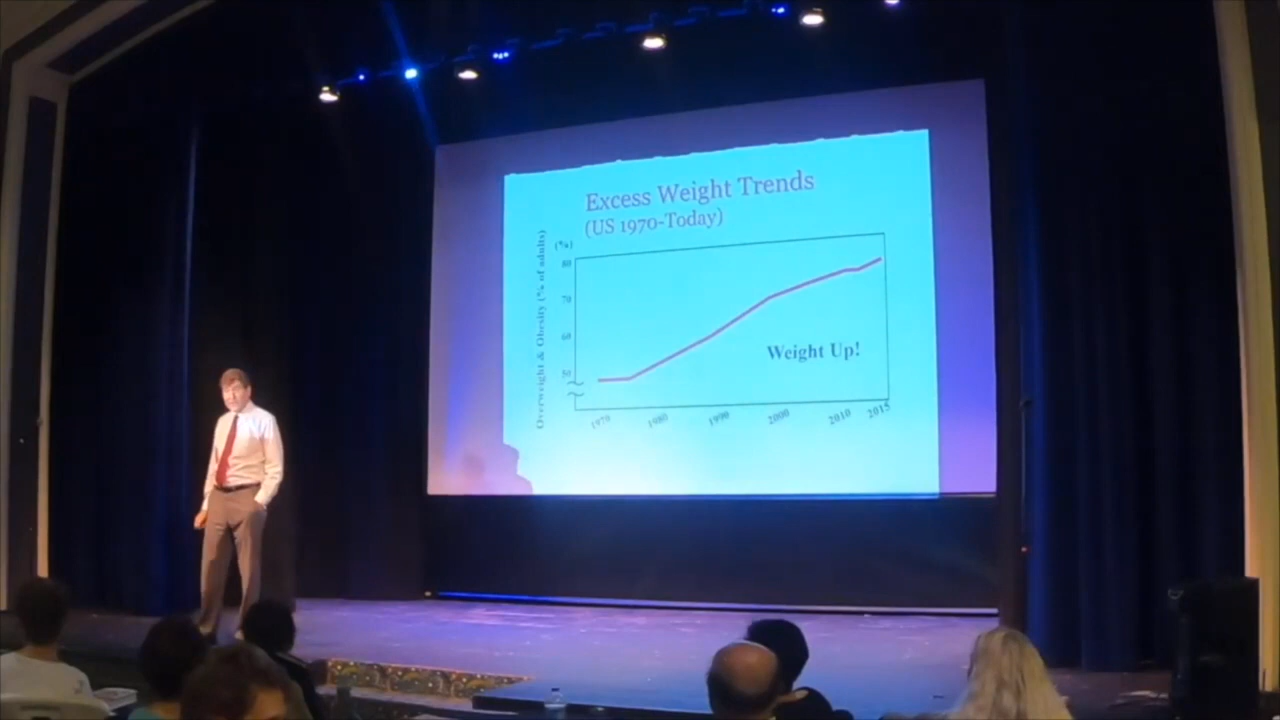 Excess Weight Trends
(US 1970-Today)
Overweight & Obesity (% of adults)
(%)
80
70
60
50
Weight Up!
1970 1980 1990 2000 2010 2015